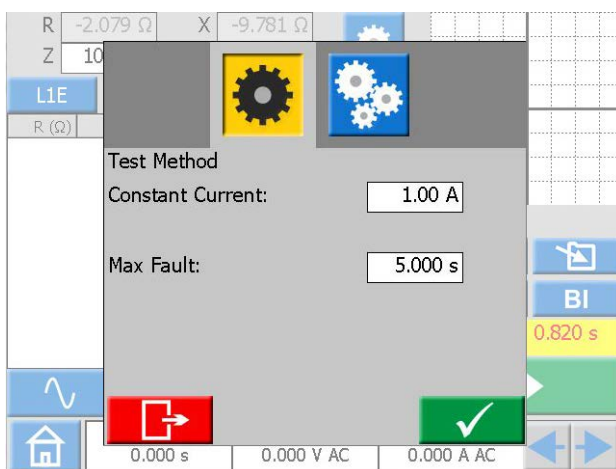 R -2.079 Ω X -9.781 Ω
Z 10
L1E
R (Ω)
Test Method
Constant Current: 1.00 A
Max Fault: 5.000 s
BI
0.820 s
0.000 s 0.000 V AC 0.000 A AC